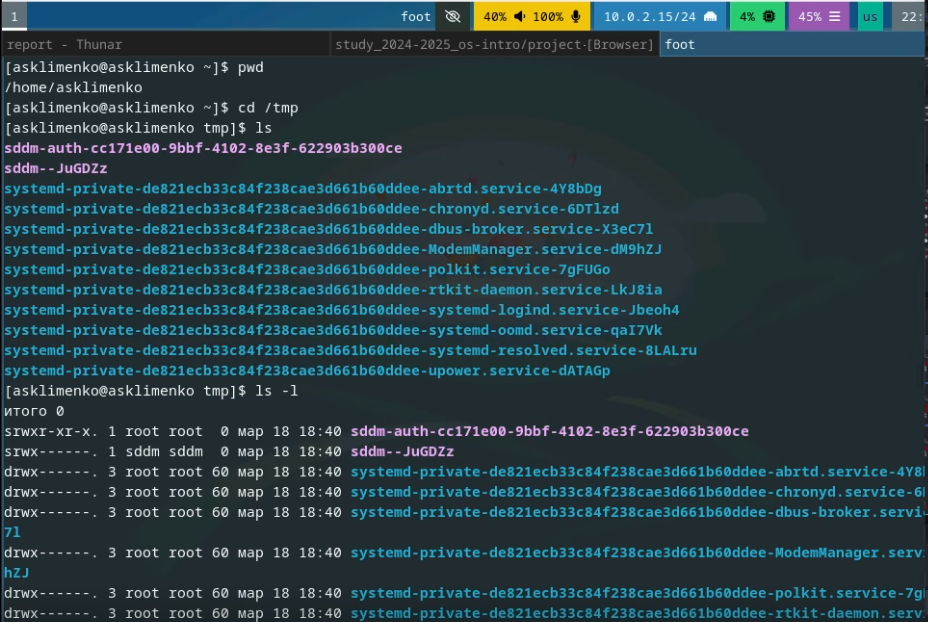 1 foot 40% 100% 10.0.2.15/24 4% 45% us 22:
report - Thunar study_2024-2025_os-intro/project-[Browser] foot
[asklimenko@asklimenko ~]$ pwd
/home/asklimenko
[asklimenko@asklimenko ~]$ cd /tmp
[asklimenko@asklimenko tmp]$ ls
sddm-auth-cc171e00-9bbf-4102-8e3f-622903b300ce
sddm--JuGDZz
systemd-private-de821ecb33c84f238cae3d661b60ddee-abrtd.service-4Y8bDg
systemd-private-de821ecb33c84f238cae3d661b60ddee-chronyd.service-6DTlzd
systemd-private-de821ecb33c84f238cae3d661b60ddee-dbus-broker.service-X3eC7l
systemd-private-de821ecb33c84f238cae3d661b60ddee-ModemManager.service-dM9hZJ
systemd-private-de821ecb33c84f238cae3d661b60ddee-polkit.service-7gFUGo
systemd-private-de821ecb33c84f238cae3d661b60ddee-rtkit-daemon.service-LkJ8ia
systemd-private-de821ecb33c84f238cae3d661b60ddee-systemd-logind.service-Jbeoh4
systemd-private-de821ecb33c84f238cae3d661b60ddee-systemd-oomd.service-qaI7Vk
systemd-private-de821ecb33c84f238cae3d661b60ddee-systemd-resolved.service-8LALru
systemd-private-de821ecb33c84f238cae3d661b60ddee-upower.service-dATAGp
[asklimenko@asklimenko tmp]$ ls -l
итого 0
srwxr-xr-x. 1 root root  0 мар 18 18:40 sddm-auth-cc171e00-9bbf-4102-8e3f-622903b300ce
srwx------. 1 sddm sddm  0 мар 18 18:40 sddm--JuGDZz
drwx------. 3 root root 60 мар 18 18:40 systemd-private-de821ecb33c84f238cae3d661b60ddee-abrtd.service-4Y8
drwx------. 3 root root 60 мар 18 18:40 systemd-private-de821ecb33c84f238cae3d661b60ddee-chronyd.service-6
drwx------. 3 root root 60 мар 18 18:40 systemd-private-de821ecb33c84f238cae3d661b60ddee-dbus-broker.servi
7l
drwx------. 3 root root 60 мар 18 18:40 systemd-private-de821ecb33c84f238cae3d661b60ddee-ModemManager.serv
hZJ
drwx------. 3 root root 60 мар 18 18:40 systemd-private-de821ecb33c84f238cae3d661b60ddee-polkit.service-7g
drwx------. 3 root root 60 мар 18 18:40 systemd-private-de821ecb33c84f238cae3d661b60ddee-rtkit-daemon.serv